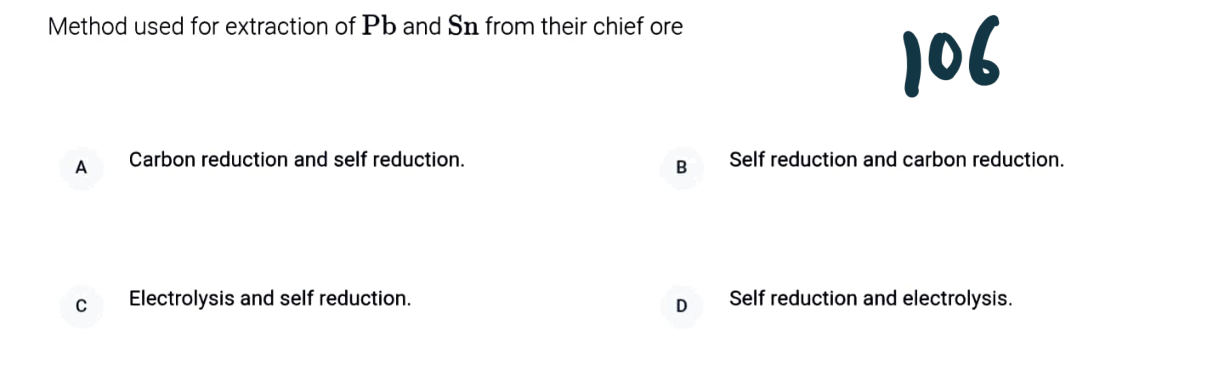 Method used for extraction of Pb and Sn from their chief ore
106
A Carbon reduction and self reduction.
B Self reduction and carbon reduction.
C Electrolysis and self reduction.
D Self reduction and electrolysis.